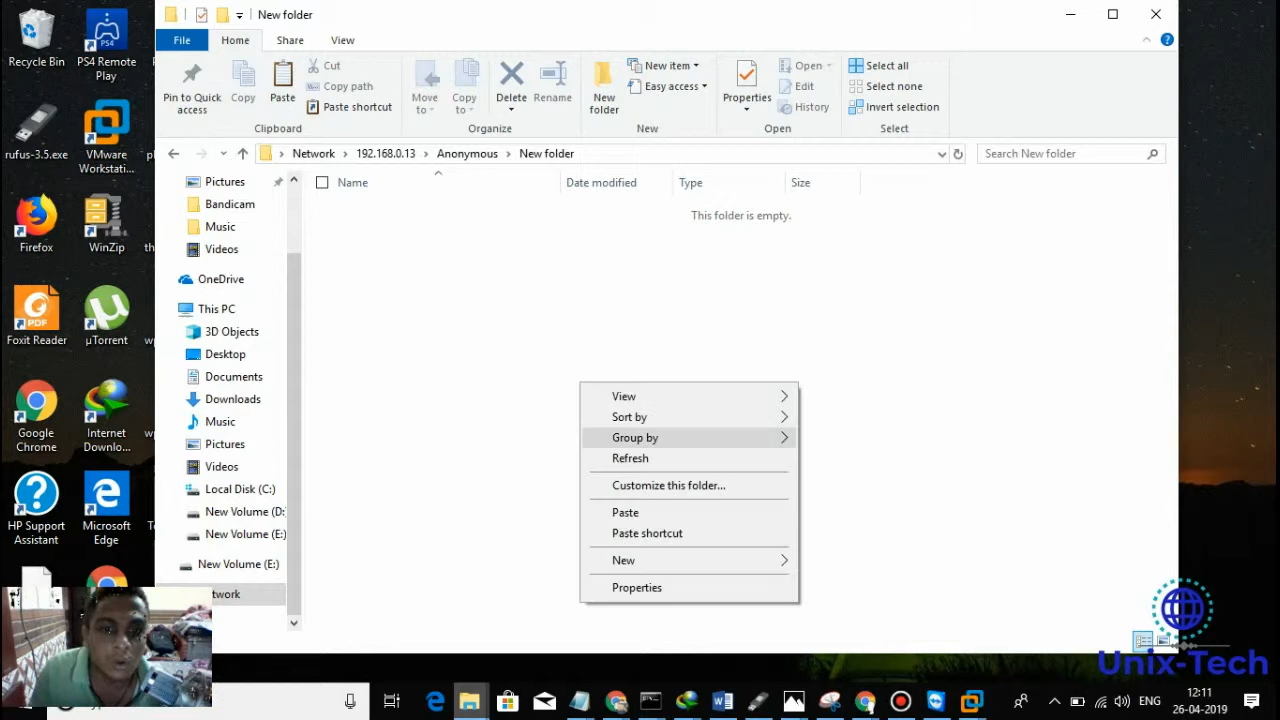 New folder
File
Home
Share
View
Pin to Quick access
Copy
Paste
Cut
Copy path
Paste shortcut
Clipboard
Move to
Copy to
Delete
Rename
Organize
New folder
New item
Easy access
New
Properties
Open
Edit
History
Open
Select all
Select none
Invert selection
Select
Network
192.168.0.13
Anonymous
New folder
Search New folder
Name
Date modified
Type
Size
This folder is empty.
Pictures
Bandicam
Music
Videos
OneDrive
This PC
3D Objects
Desktop
Documents
Downloads
Music
Pictures
Videos
Local Disk (C:)
New Volume (D:
New Volume (E:)
New Volume (E:)
twork
View
Sort by
Group by
Refresh
Customize this folder...
Paste
Paste shortcut
New
Properties
Recycle Bin
PS4 Remote Play
PS4
rufus-3.5.exe
VMware Workstati...
Firefox
WinZip
Foxit Reader
PDF
µTorrent
Google Chrome
Internet Downlo...
HP Support Assistant
Microsoft Edge
Unix-Tech
ENG
12:11
26-04-2019